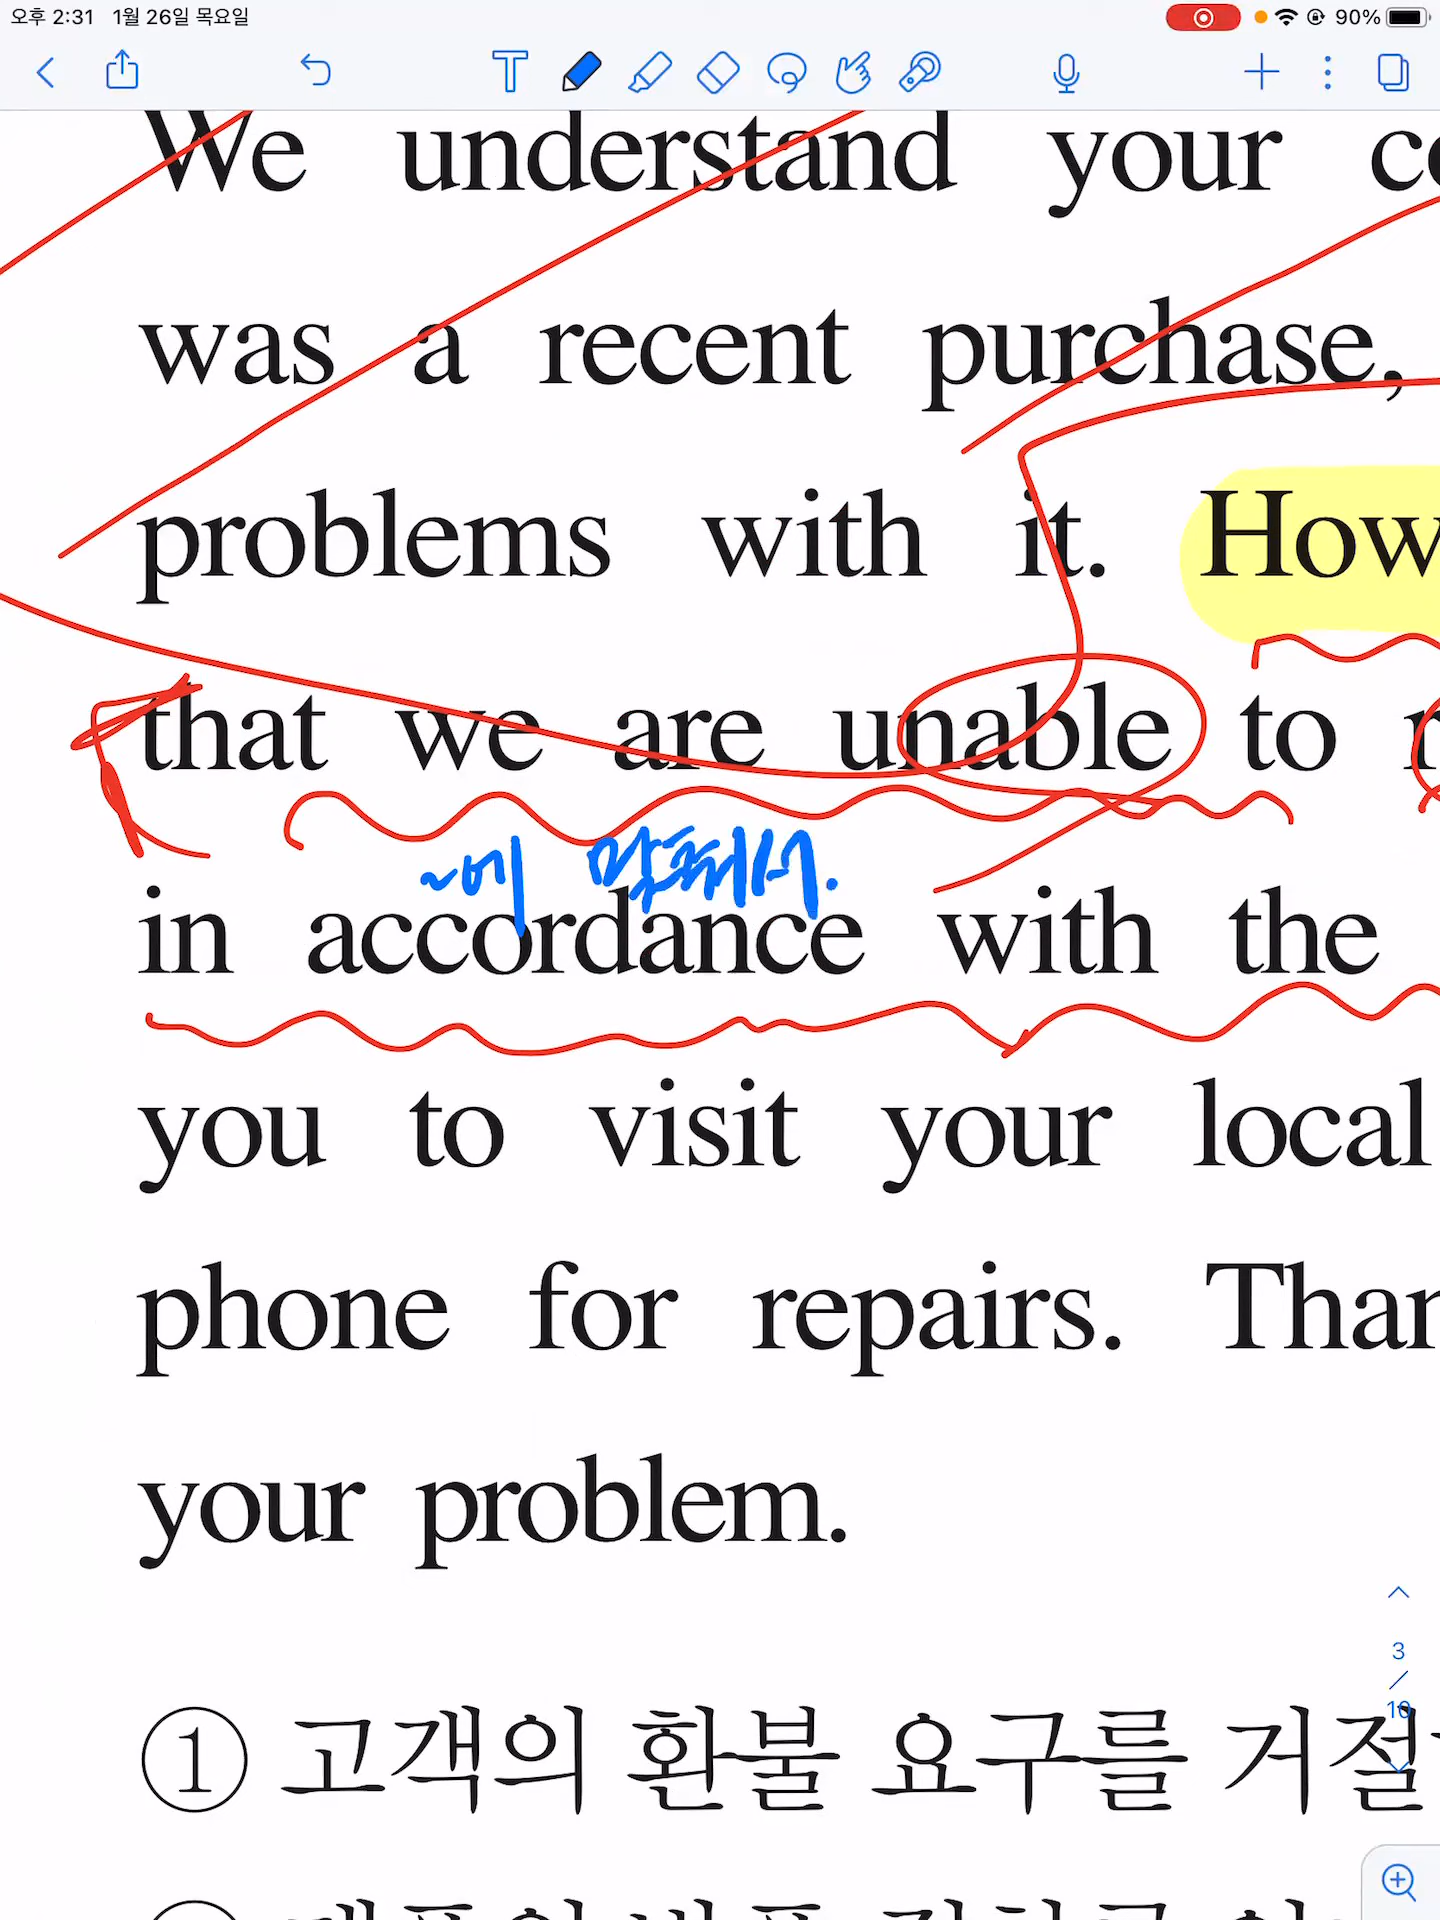 오후 2:31 1월 26일 목요일 90%
We understand your
was a recent purchase,
problems with it. How
that we are unable to
~에 맞춰서.
in accordance with the
you to visit your local
phone for repairs. Than
your problem.
3
/
10
① 고객의 환불 요구를 거절